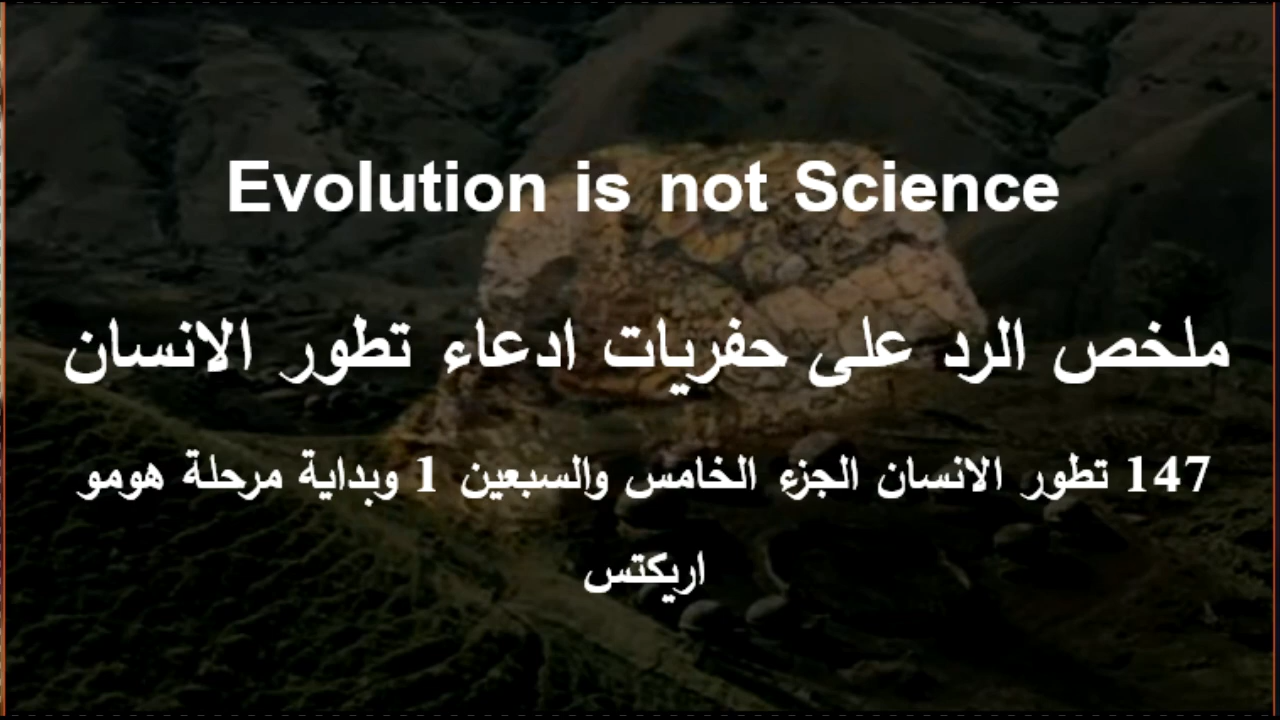 Evolution is not Science
ملخص الرد على حفريات ادعاء تطور الانسان
147 تطور الانسان الجزء الخامس والسبعين 1 وبداية مرحلة هومو
اريكتس